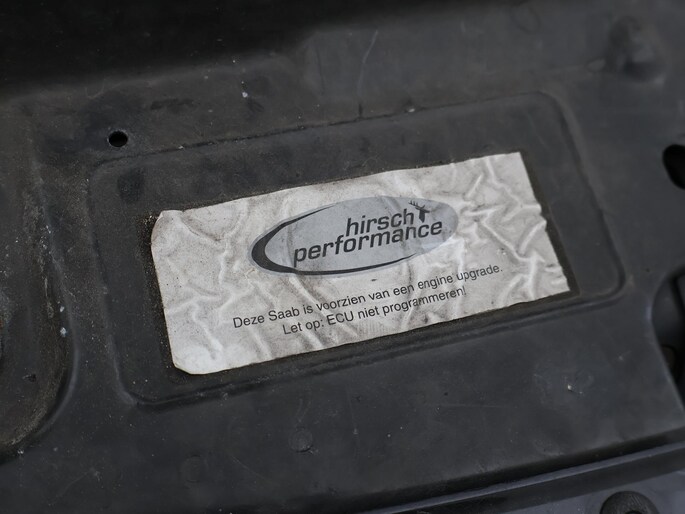 hirsch
performance
Deze Saab is voorzien van een engine upgrade.
Let op: ECU niet programmeren!